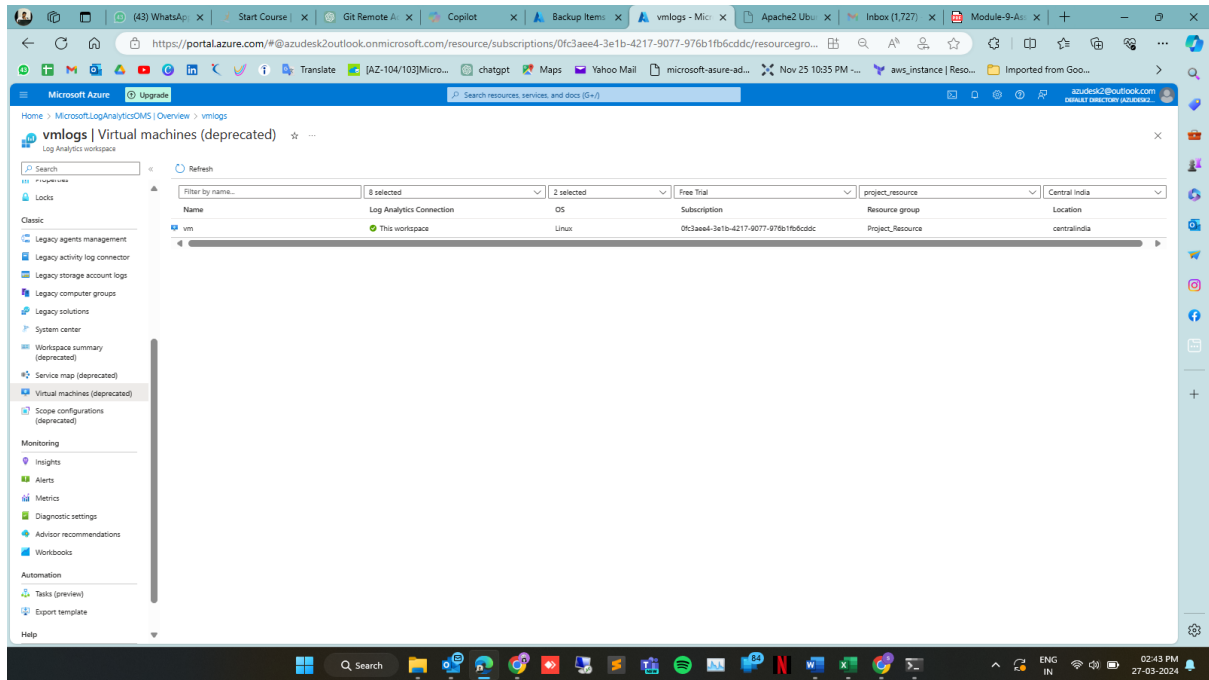 (43) WhatsAp
Start Course |
Git Remote A
Copilot
Backup Items
vmlogs - Micr
Apache2 Ubu
Inbox (1,727)
Module-9-Ass
https://portal.azure.com/#@azudesk2outlook.onmicrosoft.com/resource/subscriptions/0fc3aee4-3e1b-4217-9077-976b1fb6cddc/resourcegro...
Translate
[AZ-104/103]Micro...
chatgpt
Maps
Yahoo Mail
microsoft-asure-ad...
Nov 25 10:35 PM -...
aws_instance | Reso...
Imported from Goo...
Microsoft Azure
Upgrade
Search resources, services, and docs (G+/)
azudesk2@outlook.com
DEFAULT DIRECTORY (AZUDESK2...
Home > Microsoft.LogAnalyticsOMS | Overview > vmlogs
vmlogs | Virtual machines (deprecated)
Log Analytics workspace
Search
Refresh
Properties
Locks
Classic
Legacy agents management
Legacy activity log connector
Legacy storage account logs
Legacy computer groups
Legacy solutions
System center
Workspace summary
(deprecated)
Service map (deprecated)
Virtual machines (deprecated)
Scope configurations
(deprecated)
Monitoring
Insights
Alerts
Metrics
Diagnostic settings
Advisor recommendations
Workbooks
Automation
Tasks (preview)
Export template
Help
Filter by name...
8 selected
2 selected
Free Trial
project_resource
Central India
Name
Log Analytics Connection
OS
Subscription
Resource group
Location
vm
This workspace
Linux
0fc3aee4-3e1b-4217-9077-976b1fb6cddc
Project_Resource
centralindia
Search
84
ENG
IN
02:43 PM
27-03-2024